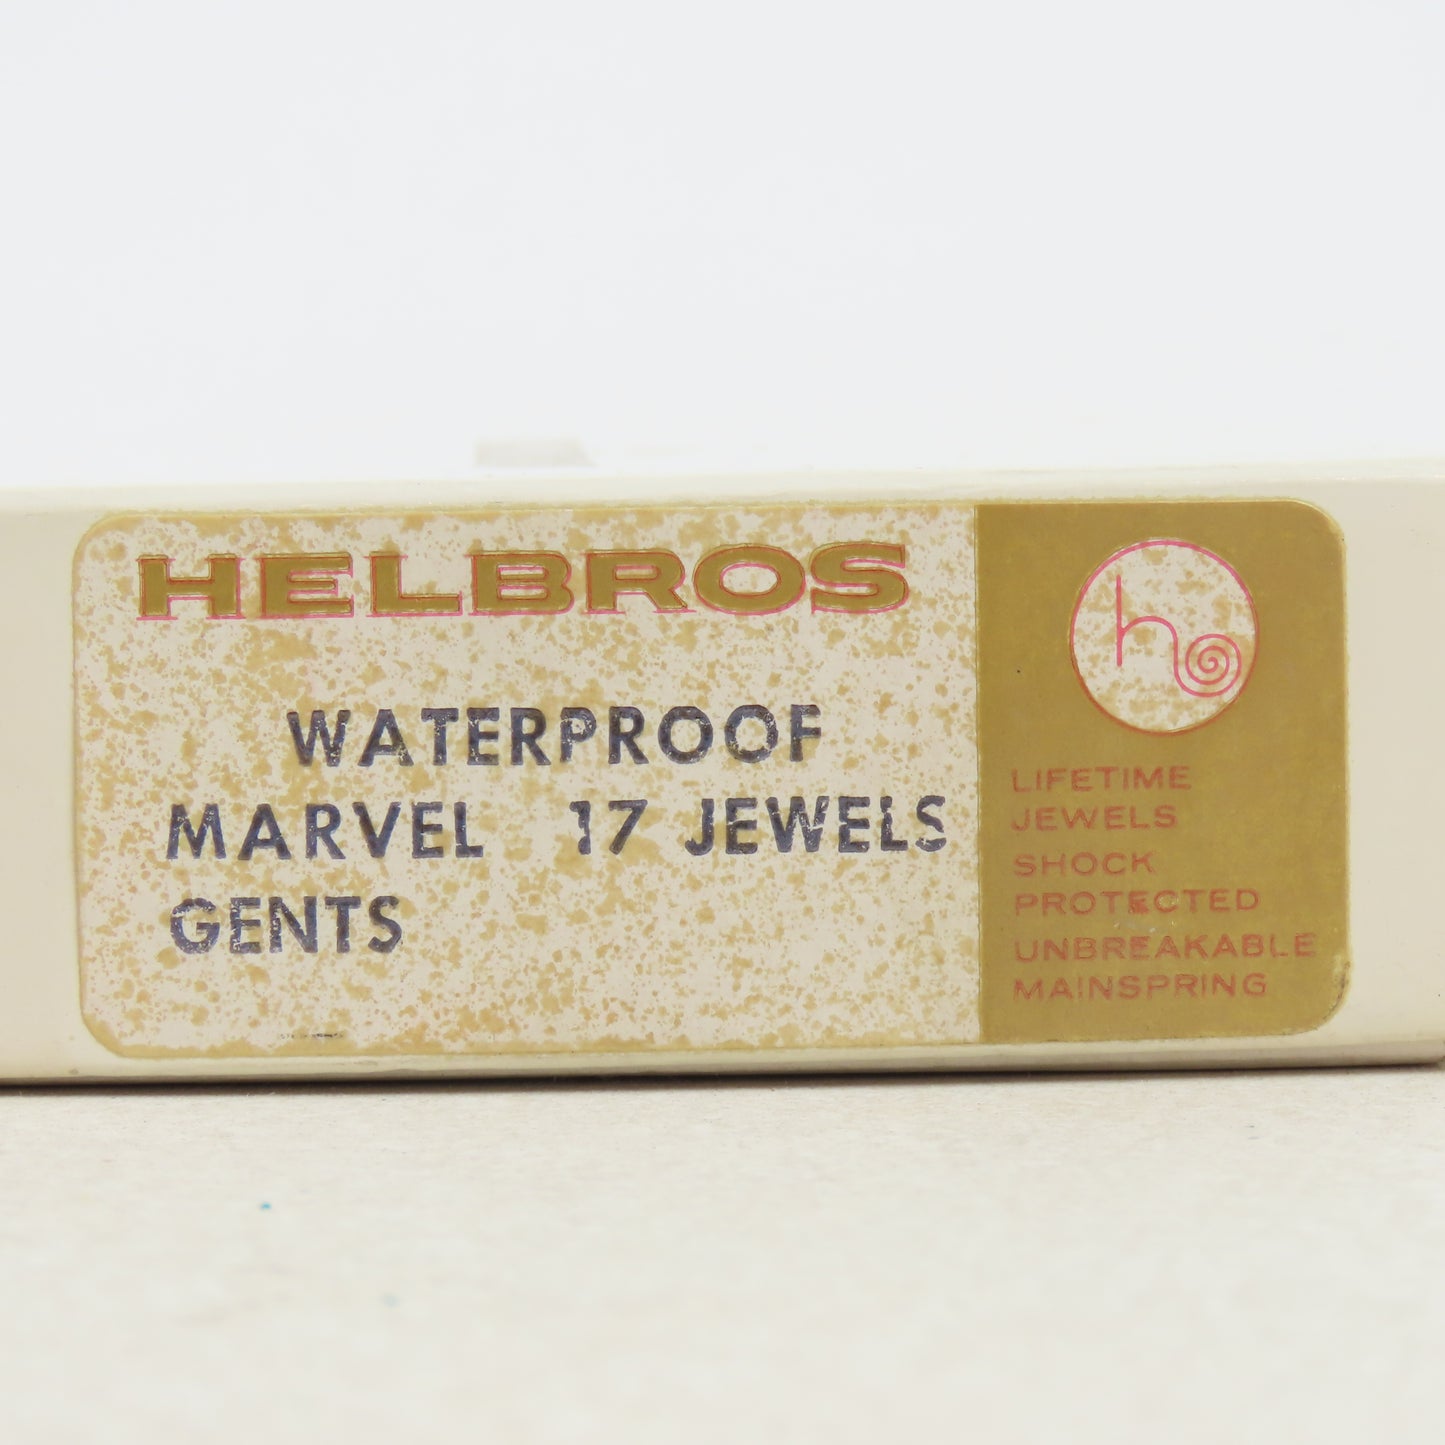 HELBROS
WATERPROOF
MARVEL 17 JEWELS
GENTS
h
LIFETIME
JEWELS
SHOCK
PROTECTED
UNBREAKABLE
MAINSPRING